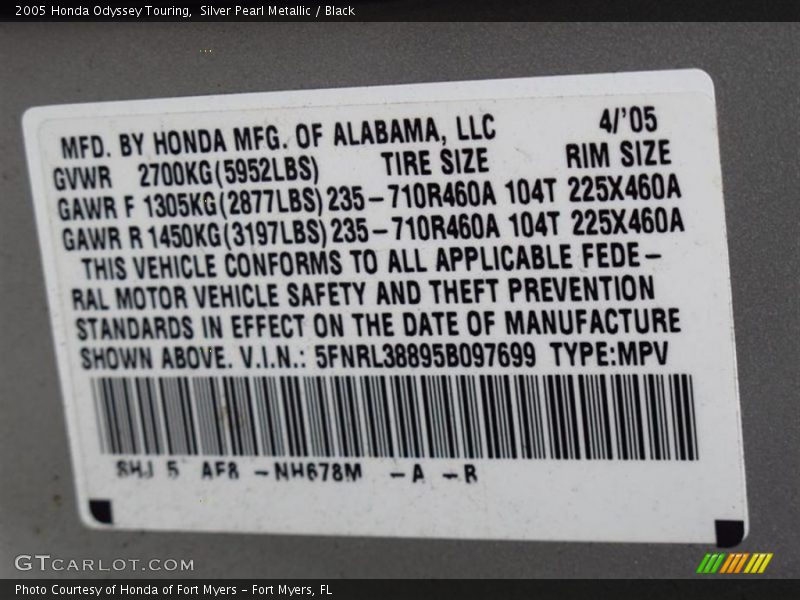 2005 Honda Odyssey Touring,  Silver Pearl Metallic / Black
MFD. BY HONDA MFG. OF ALABAMA, LLC 4/'05
GVWR 2700KG(5952LBS) TIRE SIZE RIM SIZE
GAWR F 1305KG(2877LBS) 235-710R460A 104T 225X460A
GAWR R 1450KG(3197LBS) 235-710R460A 104T 225X460A
THIS VEHICLE CONFORMS TO ALL APPLICABLE FEDE-
RAL MOTOR VEHICLE SAFETY AND THEFT PREVENTION
STANDARDS IN EFFECT ON THE DATE OF MANUFACTURE
SHOWN ABOVE. V.I.N.: 5FNRL38895B097699 TYPE:MPV
SHJ 5 AF8 -NH678M -A -R
GTCARLOT.COM
Photo Courtesy of Honda of Fort Myers - Fort Myers, FL